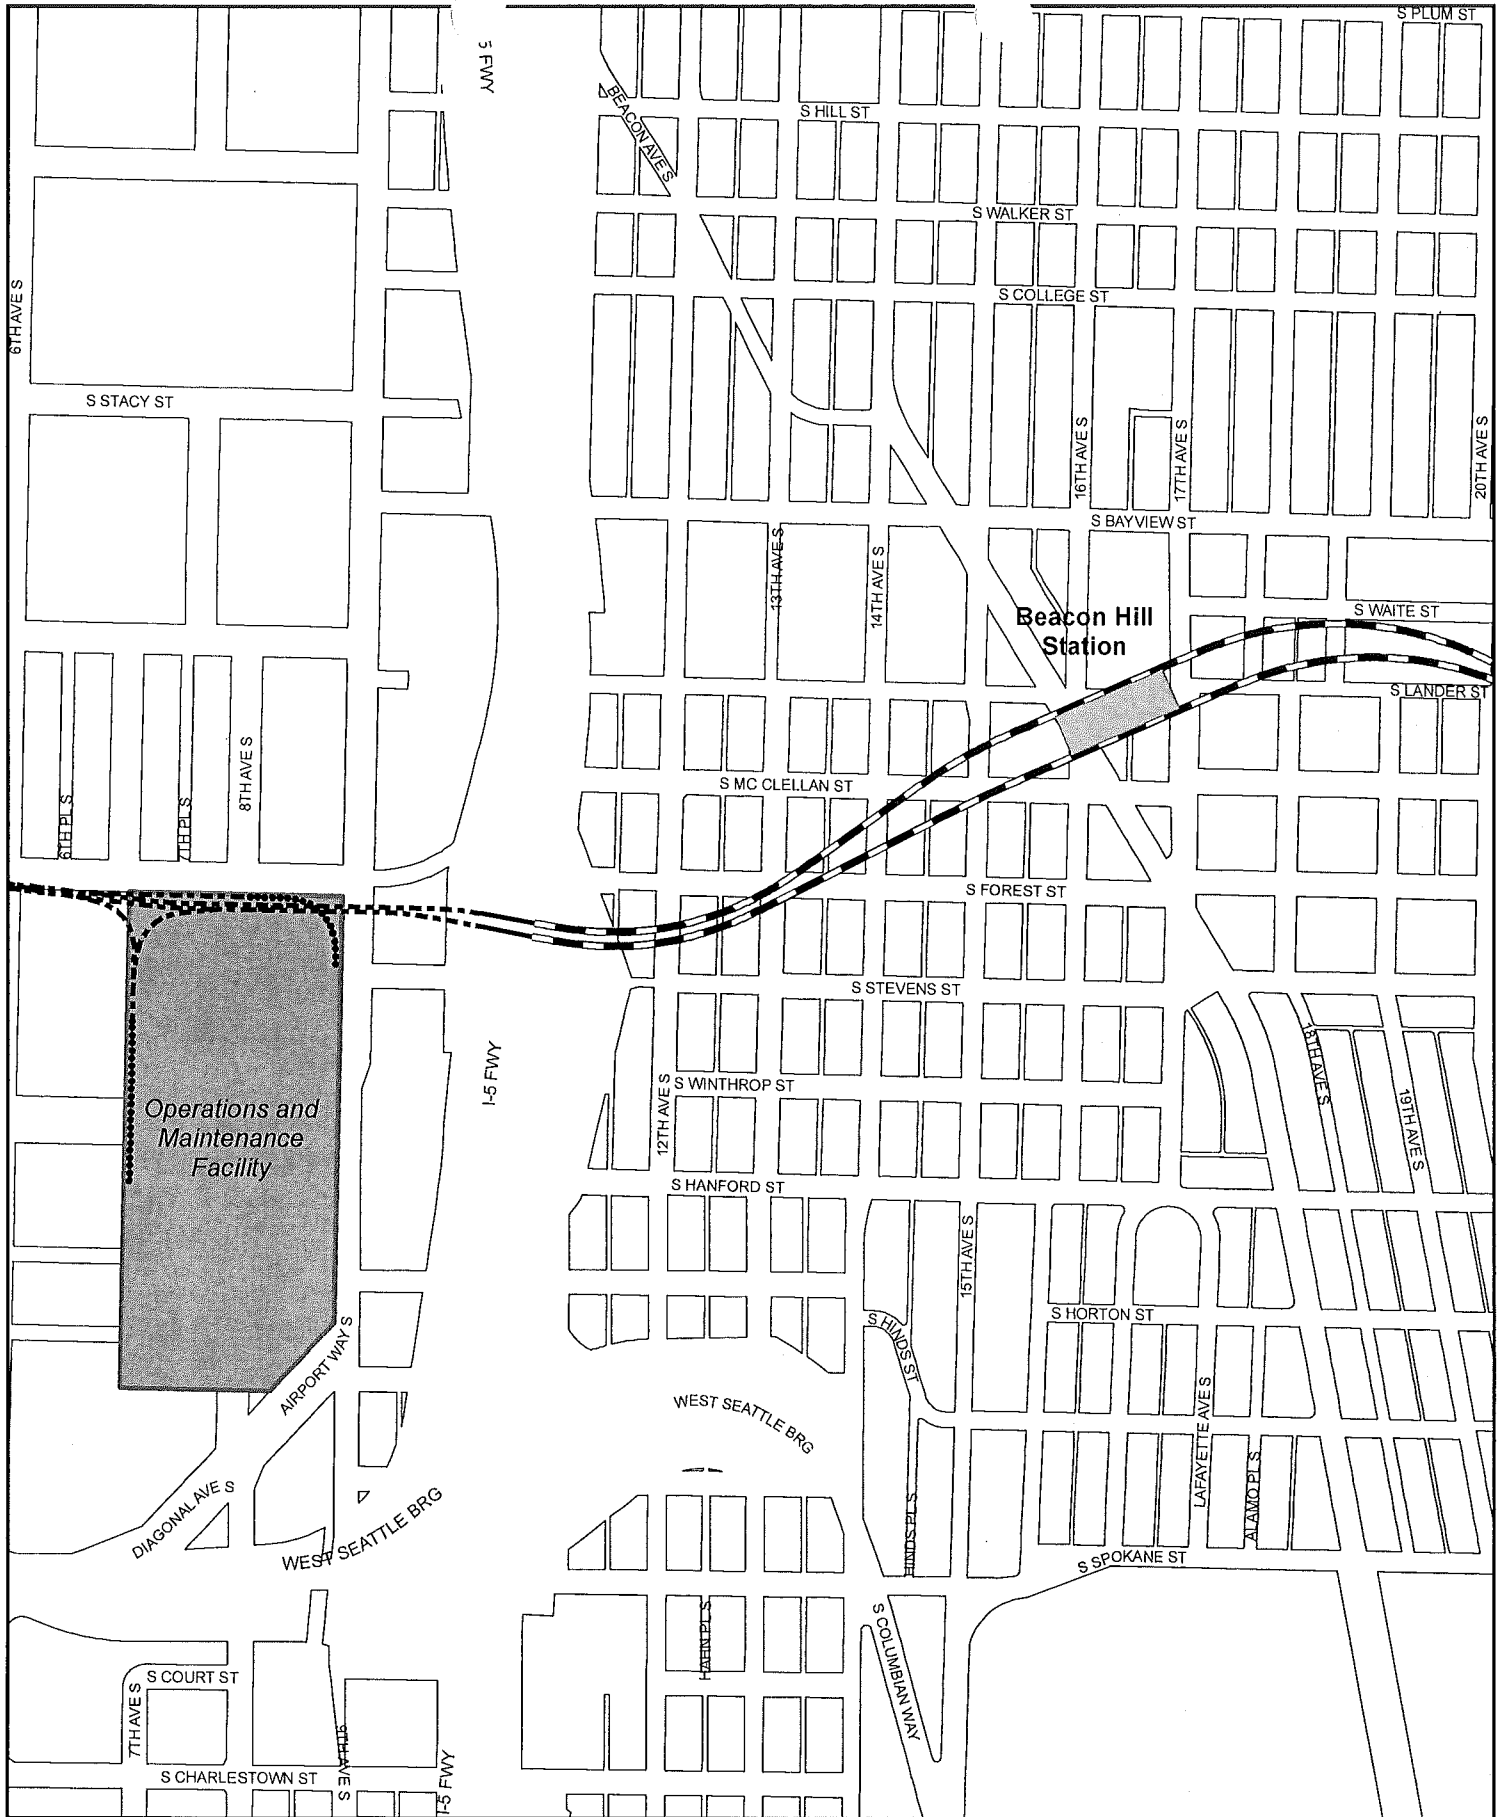 S PLUM ST
5 FWY
BEACON AVE S
S HILL ST
S WALKER ST
S COLLEGE ST
6TH AVE S
S STACY ST
16TH AVE S
17TH AVE S
20TH AVE S
S BAYVIEW ST
13TH AVE S
14TH AVE S
Beacon Hill
Station
S WAITE ST
S LANDER ST
6TH PL S
7TH PL S
8TH AVE S
S MC CLELLAN ST
S FOREST ST
S STEVENS ST
I-5 FWY
12TH AVE S
S WINTHROP ST
18TH AVE S
19TH AVE S
Operations and
Maintenance
Facility
S HANFORD ST
15TH AVE S
S HORTON ST
S HINDS ST
AIRPORT WAY S
WEST SEATTLE BRG
LAFAYETTE AVE S
ALAMO PL S
DIAGONAL AVE S
WEST SEATTLE BRG
HINDS PL S
S SPOKANE ST
HAHN PL S
S COLUMBIAN WAY
S COURT ST
7TH AVE S
9TH AVE S
I-5 FWY
S CHARLESTOWN ST